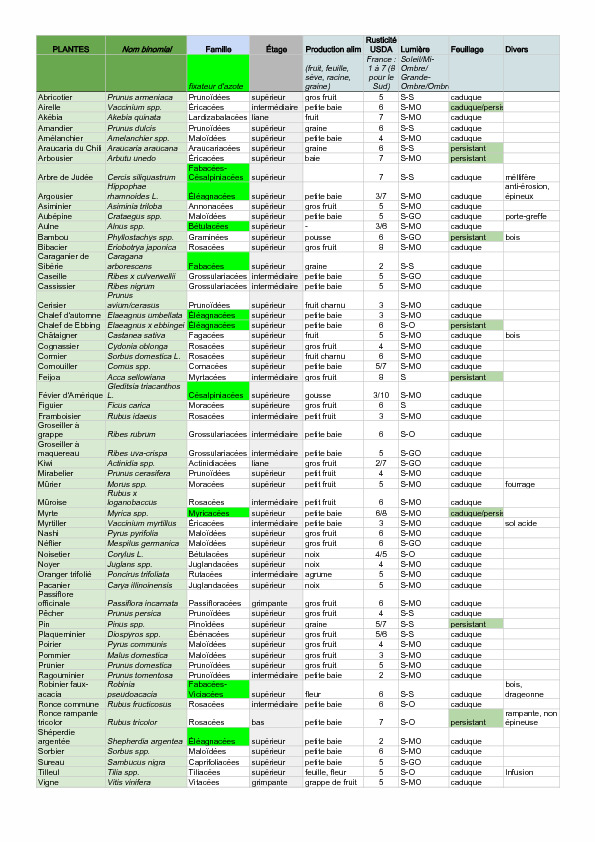 PLANTES Nom binomial Famille Étage Production alim Rusticité USDA Lumière Feuillage Divers
fixateur d'azote (fruit, feuille, sève, racine, graine) France : 1 à 7 (8 pour le Sud) Soleil/Mi-Ombre/Grande-Ombre/Ombr
Abricotier Prunus armeniaca Prunoïdées supérieur gros fruit 5 S-S caduque
Airelle Vaccinium spp. Éricacées intermédiaire petite baie 6 S-MO caduque/persis
Akébia Akebia quinata Lardizabalacées liane fruit 7 S-MO caduque
Amandier Prunus dulcis Prunoïdées supérieur graine 6 S-S caduque
Amélanchier Amelanchier spp. Maloïdées supérieur petite baie 4 S-MO caduque
Araucaria du Chili Araucaria araucana Araucariacées supérieur graine 6 S-S persistant
Arbousier Arbutu unedo Éricacées supérieur baie 7 S-MO persistant
Arbre de Judée Cercis siliquastrum Fabacées-Césalpiniacées supérieur 7 S-S caduque méllifère
Argousier Hippophae rhamnoides L. Éléagnacées supérieur petite baie 3/7 S-MO caduque anti-érosion, épineux
Asiminier Asiminia triloba Annonacées supérieur gros fruit 5 S-MO caduque
Aubépine Crataegus spp. Maloïdées supérieur petite baie 5 S-GO caduque porte-greffe
Aulne Alnus spp. Bétulacées supérieur - 3/6 S-MO caduque
Bambou Phyllostachys spp. Graminées supérieur pousse 6 S-GO persistant bois
Bibacier Eriobotrya japonica Rosacées supérieur gros fruit 8 S-MO caduque
Caraganier de Sibérie Caragana arborescens Fabacées supérieur graine 2 S-S caduque
Caseille Ribes x culverwellii Grossulariacées intermédiaire petite baie 5 S-GO caduque
Cassissier Ribes nigrum Grossulariacées intermédiaire petite baie 5 S-MO caduque
Cerisier Prunus avium/cerasus Prunoïdées supérieur fruit charnu 3 S-MO caduque
Chalef d'automne Elaeagnus umbellata Éléagnacées supérieur petite baie 3 S-MO caduque
Chalef de Ebbing Elaeagnus x ebbingei Éléagnacées supérieur petite baie 6 S-O persistant
Châtaigner Castanea sativa Fagacées supérieur fruit 5 S-MO caduque bois
Cognassier Cydonia oblonga Rosacées supérieur gros fruit 4 S-MO caduque
Cormier Sorbus domestica L. Rosacées supérieur fruit charnu 6 S-MO caduque
Cornouiller Cornus spp. Cornacées supérieur petite baie 5/7 S-MO caduque
Feijoa Acca sellowiana Myrtacées intermédiaire gros fruit 8 S persistant
Févier d'Amérique Gleditsia triacanthos L. Césalpiniacées supérieure gousse 3/10 S-MO caduque
Figuier Ficus carica Moracées supérieure gros fruit 6 S caduque
Framboisier Rubus idaeus Rosacées intermédiaire petit fruit 3 S-MO caduque
Groseiller à grappe Ribes rubrum Grossulariacées intermédiaire petite baie 6 S-O caduque
Groseiller à maquereau Ribes uva-crispa Grossulariacées intermédiaire petite baie 5 S-GO caduque
Kiwi Actinidia spp. Actinidiacées liane gros fruit 2/7 S-GO caduque
Mirabelier Prunus cerasifera Prunoïdées supérieur petit fruit 4 S-MO caduque
Mûrier Morus spp. Moracées supérieur petit fruit 5 S-MO caduque fourrage
Mûroise Rubus x loganobaccus Rosacées intermédiaire petit fruit 6 S-MO caduque
Myrte Myrica spp. Myricacées supérieur petite baie 6/8 S-MO caduque/persis
Myrtiller Vaccinium myrtillus Éricacées intermédiaire petite baie 3 S-MO caduque sol acide
Nashi Pyrus pyrifolia Maloïdées supérieur gros fruit 6 S-MO caduque
Néflier Mespilus germanica Maloïdées supérieur gros fruit 6 S-GO caduque
Noisetier Corylus L. Bétulacées supérieur noix 4/5 S-O caduque
Noyer Juglans spp. Juglandacées supérieur noix 5 S-MO caduque
Oranger trifolié Poncirus trifoliata Rutacées intermédiaire agrume 5 S-MO caduque
Pacanier Carya illinoinensis Juglandacées supérieur noix 5 S-MO caduque
Passiflore officinale Passiflora incarnata Passifloracées grimpante gros fruit 6 S-MO caduque
Pêcher Prunus persica Prunoïdées supérieur gros fruit 4 S-S caduque
Pin Pinus spp. Pinoïdées supérieur graine 5/7 S-S persistant
Plaqueminier Diospyros spp. Ébénacées supérieur gros fruit 5/6 S-S caduque
Poirier Pyrus communis Maloïdées supérieur gros fruit 4 S-MO caduque
Pommier Malus domestica Maloïdées supérieur gros fruit 3 S-MO caduque
Prunier Prunus domestica Prunoïdées supérieur gros fruit 5 S-MO caduque
Ragouminier Prunus tomentosa Prunoïdées intermédiaire petite baie 2 S-MO caduque
Robinier faux-acacia Robinia pseudoacacia Fabacées-Viciacées supérieur fleur 6 S-S caduque bois, drageonne
Ronce commune Rubus fructicosus Rosacées intermédiaire petite baie 6 S-O caduque
Ronce rampante tricolor Rubus tricolor Rosacées bas petite baie 7 S-O persistant rampante, non épineuse
Shéperdie argentée Shepherdia argentea Éléagnacées supérieur petite baie 2 S-MO caduque
Sorbier Sorbus spp. Maloïdées supérieur petite baie 6 S-MO caduque
Sureau Sambucus nigra Caprifoliacées supérieur petite baie 5 S-GO caduque
Tilleul Tilia spp. Tiliacées supérieur feuille, fleur 5 S-O caduque Infusion
Vigne Vitis vinifera Vitacées grimpante grappe de fruit 5 S-MO caduque